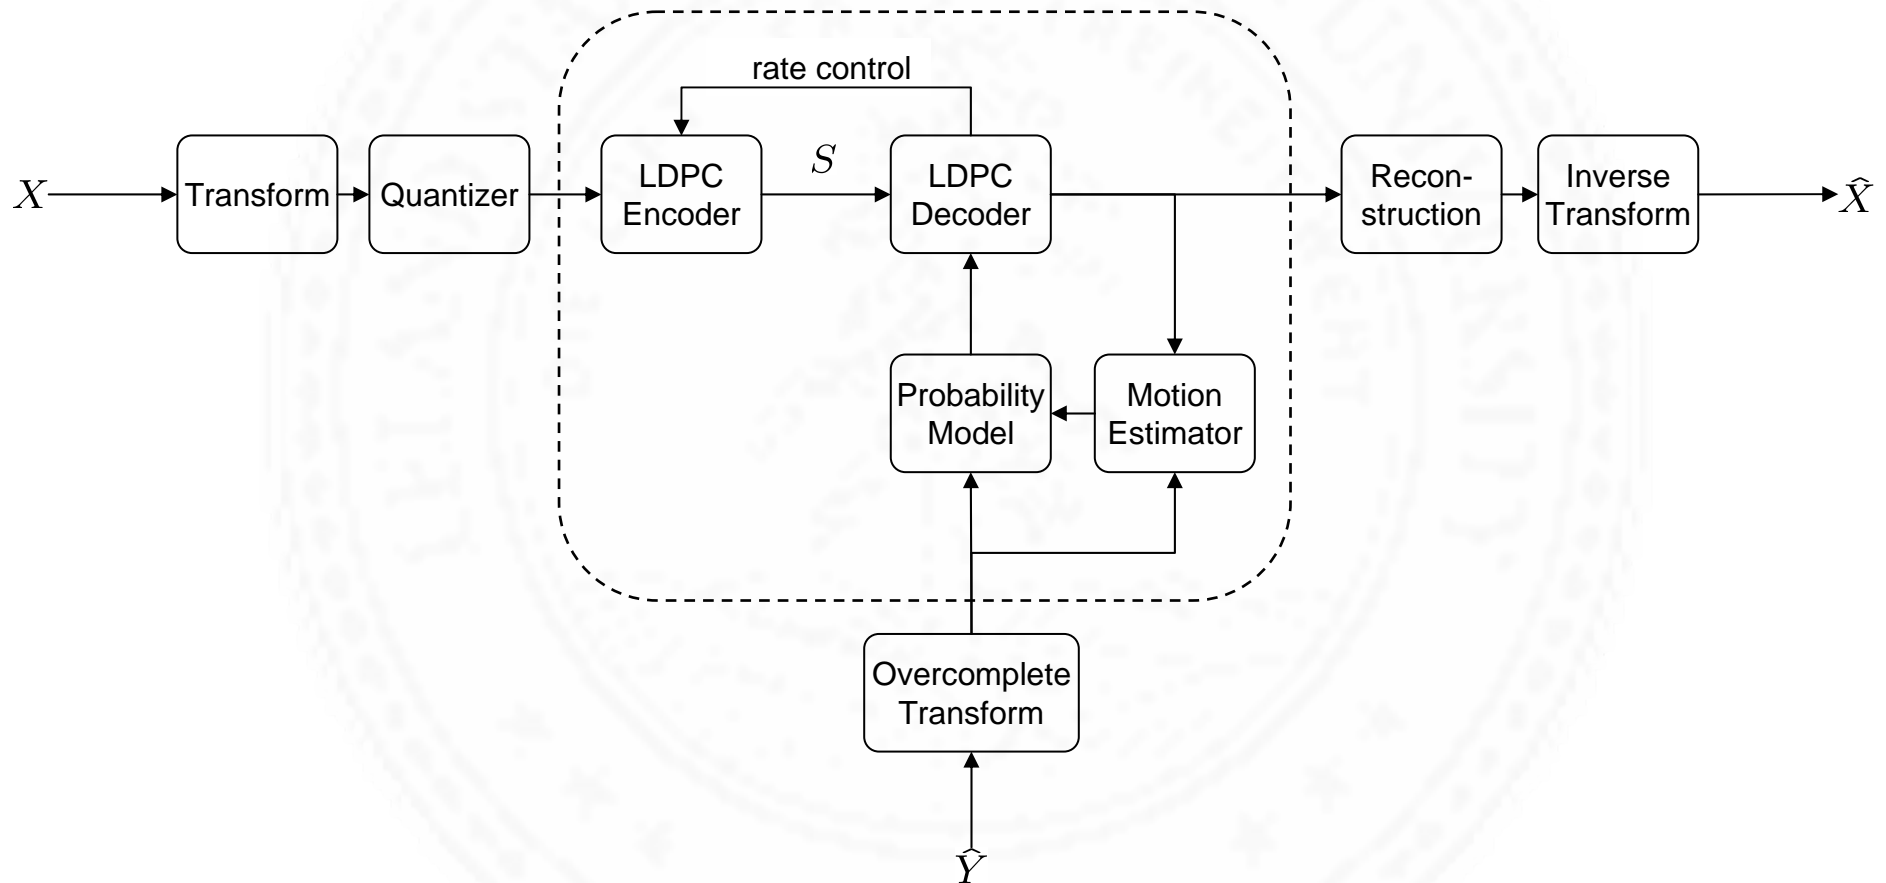 rate control
X
Transform
Quantizer
LDPC
Encoder
S
LDPC
Decoder
Recon-
struction
Inverse
Transform
X̂
Probability
Model
Motion
Estimator
Overcomplete
Transform
Ŷ